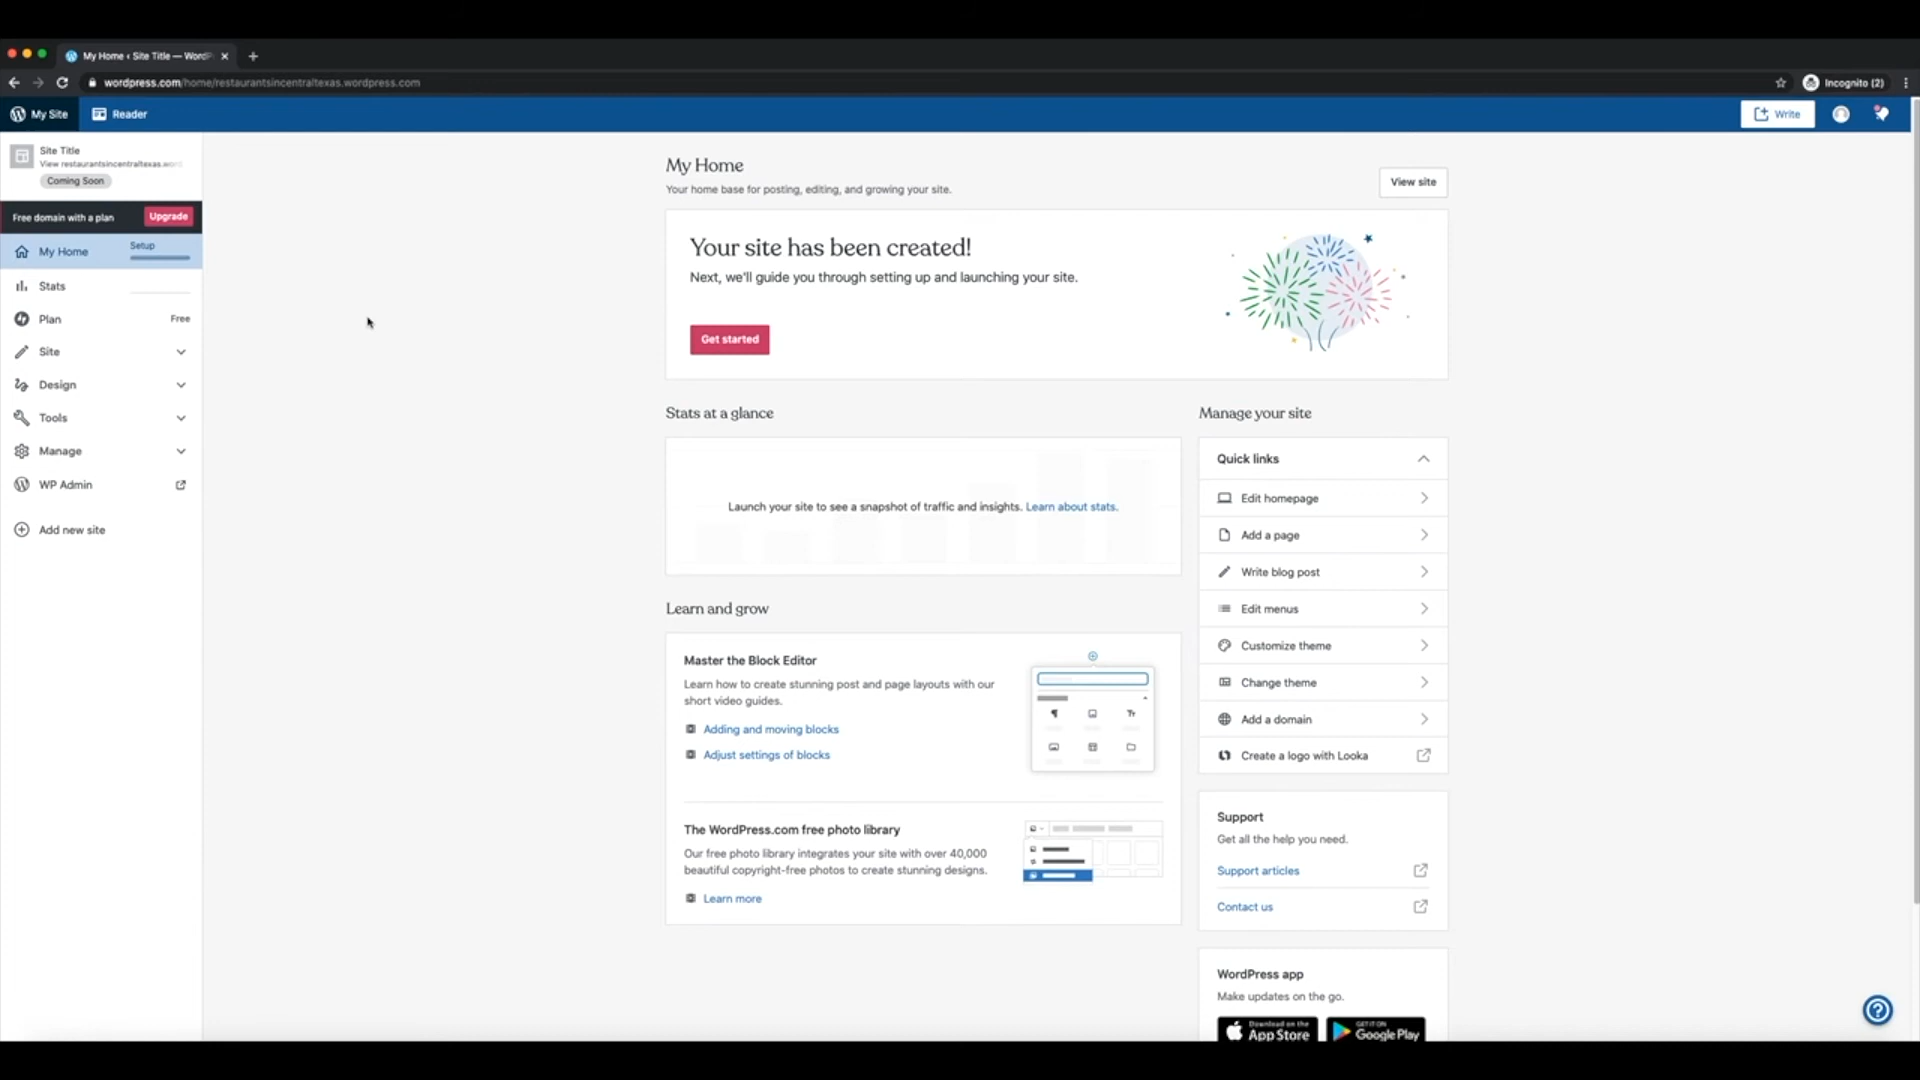 My Home ‹ Site Title — WordP
wordpress.com/home/restaurantsincentraltexas.wordpress.com
Incognito (2)
My Site
Reader
Write
Site Title
View restaurantsincentraltexas.word
Coming Soon
Free domain with a plan
Upgrade
My Home
Setup
Stats
Plan
Free
Site
Design
Tools
Manage
WP Admin
Add new site
My Home
Your home base for posting, editing, and growing your site.
View site
Your site has been created!
Next, we'll guide you through setting up and launching your site.
Get started
Stats at a glance
Launch your site to see a snapshot of traffic and insights. Learn about stats.
Learn and grow
Master the Block Editor
Learn how to create stunning post and page layouts with our
short video guides.
Adding and moving blocks
Adjust settings of blocks
The WordPress.com free photo library
Our free photo library integrates your site with over 40,000
beautiful copyright-free photos to create stunning designs.
Learn more
Manage your site
Quick links
Edit homepage
Add a page
Write blog post
Edit menus
Customize theme
Change theme
Add a domain
Create a logo with Looka
Support
Get all the help you need.
Support articles
Contact us
WordPress app
Make updates on the go.
Download on the
App Store
GET IT ON
Google Play